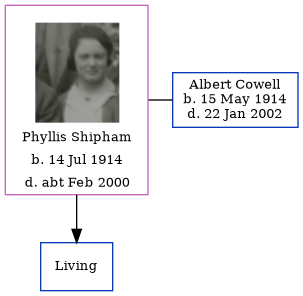 Phyllis Shipham
b. 14 Jul 1914
d. abt Feb 2000
Albert Cowell
b. 15 May 1914
d. 22 Jan 2002
Living